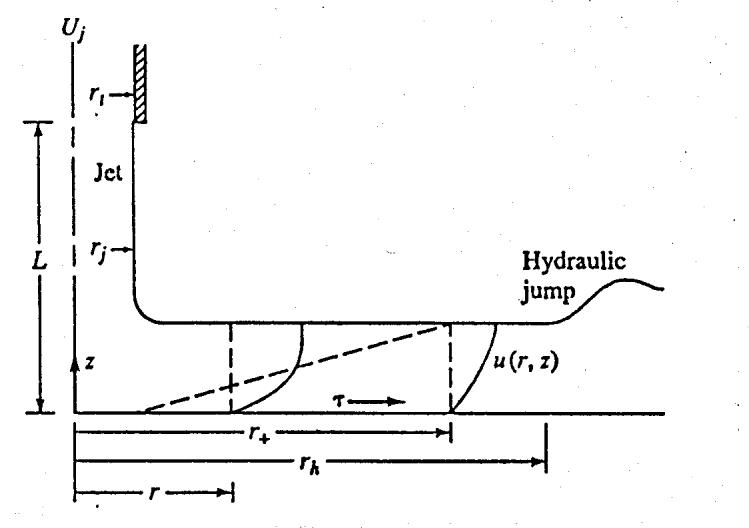 U_j
r_1
Jet
r_j
L
Hydraulic
jump
z
u(r, z)
τ
r_+
r_h
r